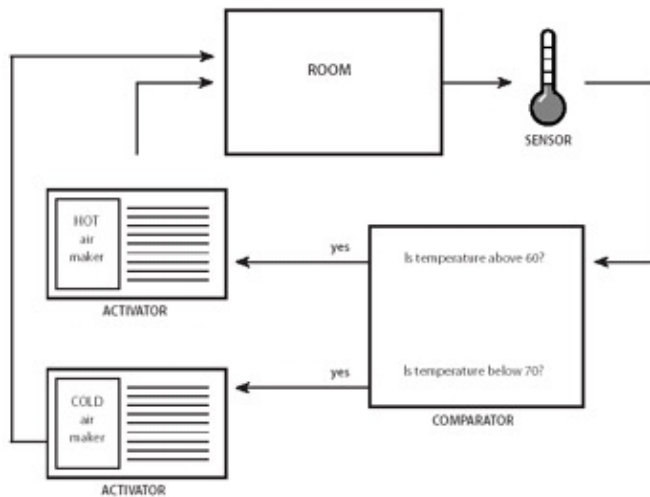 ROOM
SENSOR
HOT
air
maker
ACTIVATOR
yes
Is temperature above 60?
yes
Is temperature below 70?
COMPARATOR
COLD
air
maker
ACTIVATOR